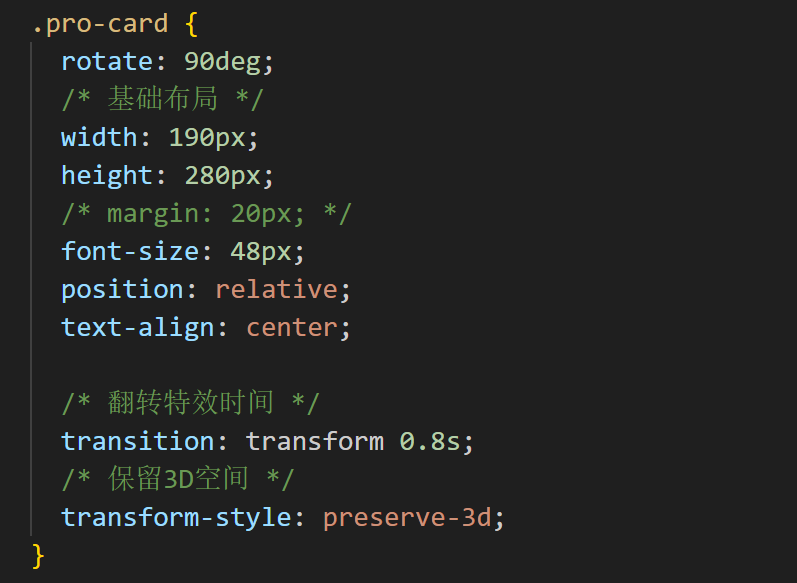 .pro-card {
rotate: 90deg;
/* 基础布局 */
width: 190px;
height: 280px;
/* margin: 20px; */
font-size: 48px;
position: relative;
text-align: center;
/* 翻转特效时间 */
transition: transform 0.8s;
/* 保留3D空间 */
transform-style: preserve-3d;
}